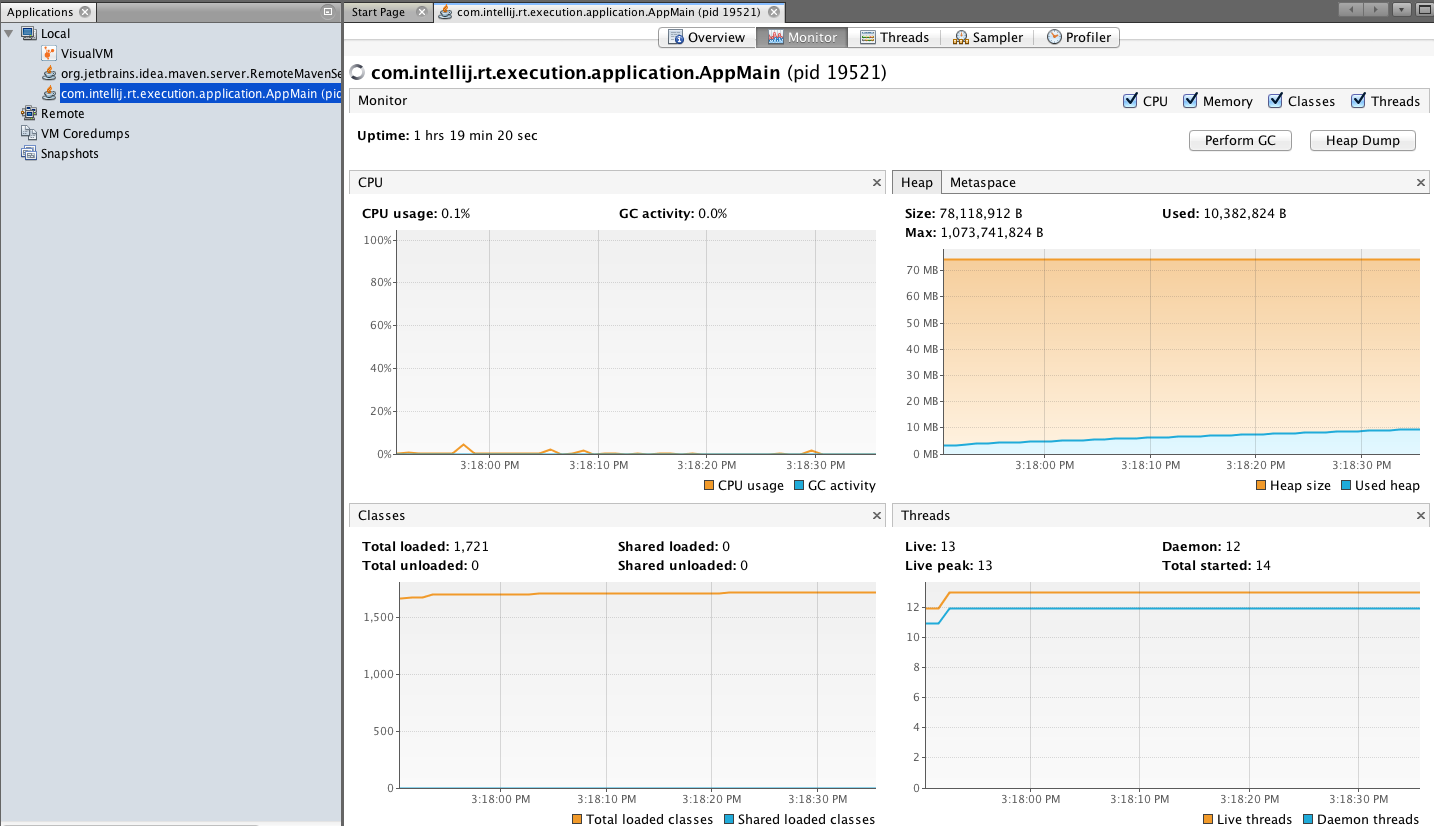 Applications
Start Page
com.intellij.rt.execution.application.AppMain (pid 19521)
Local
VisualVM
org.jetbrains.idea.maven.server.RemoteMavenSe
com.intellij.rt.execution.application.AppMain (pid
Remote
VM Coredumps
Snapshots
Overview
Monitor
Threads
Sampler
Profiler
com.intellij.rt.execution.application.AppMain (pid 19521)
Monitor
CPU
Memory
Classes
Threads
Uptime: 1 hrs 19 min 20 sec
Perform GC
Heap Dump
CPU
CPU usage: 0.1%
GC activity: 0.0%
100%
80%
60%
40%
20%
0%
3:18:00 PM
3:18:10 PM
3:18:20 PM
3:18:30 PM
CPU usage
GC activity
Heap
Metaspace
Size: 78,118,912 B
Used: 10,382,824 B
Max: 1,073,741,824 B
70 MB
60 MB
50 MB
40 MB
30 MB
20 MB
10 MB
0 MB
3:18:00 PM
3:18:10 PM
3:18:20 PM
3:18:30 PM
Heap size
Used heap
Classes
Total loaded: 1,721
Shared loaded: 0
Total unloaded: 0
Shared unloaded: 0
1,500
1,000
500
0
3:18:00 PM
3:18:10 PM
3:18:20 PM
3:18:30 PM
Total loaded classes
Shared loaded classes
Threads
Live: 13
Daemon: 12
Live peak: 13
Total started: 14
12
10
8
6
4
2
0
3:18:00 PM
3:18:10 PM
3:18:20 PM
3:18:30 PM
Live threads
Daemon threads